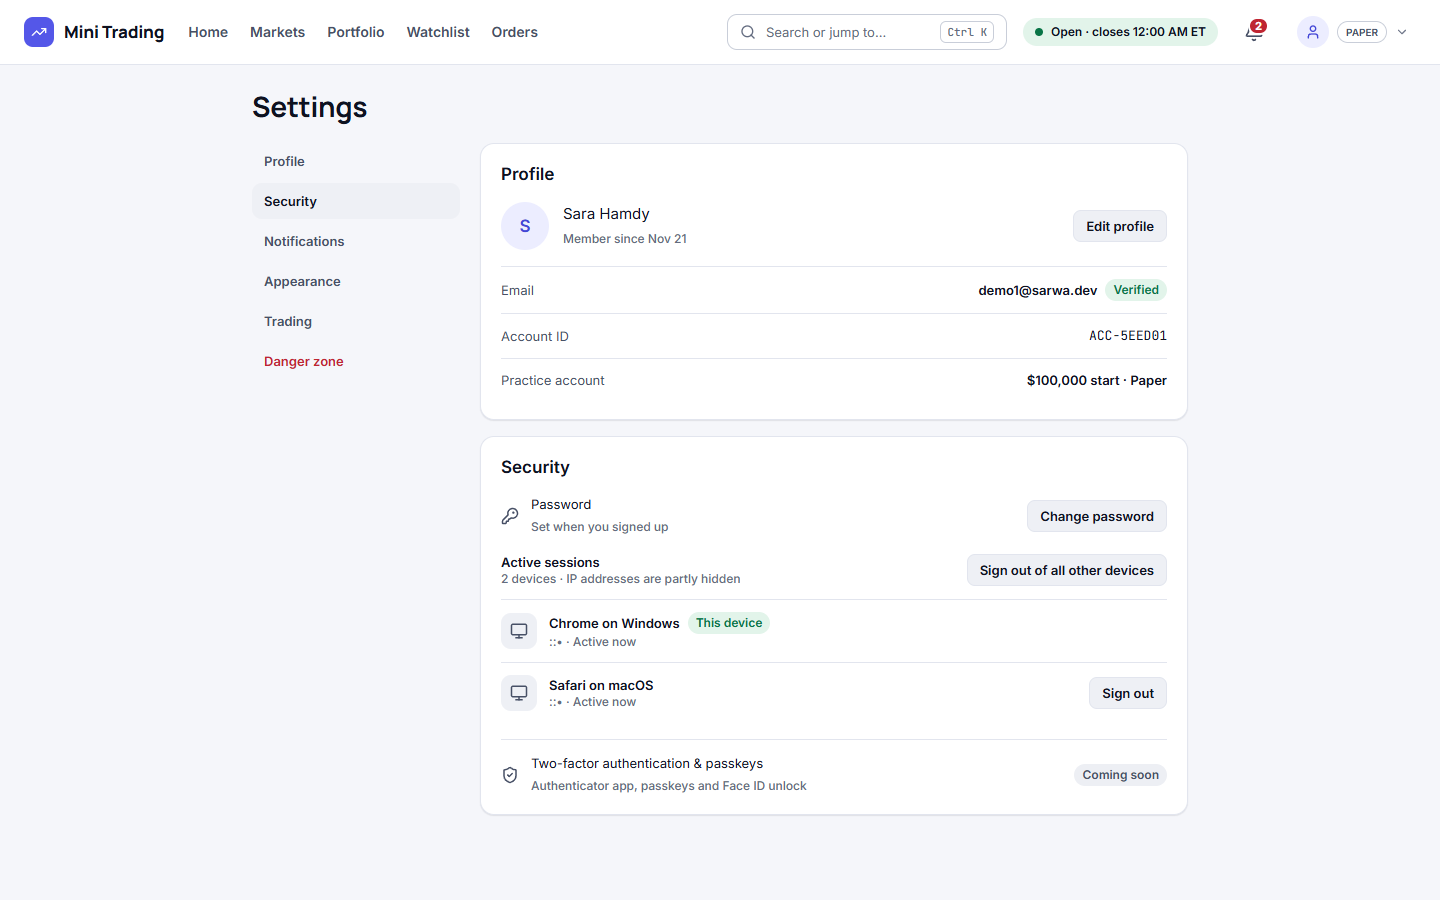 Mini Trading
Home
Markets
Portfolio
Watchlist
Orders
Search or jump to...
Ctrl K
Open · closes 12:00 AM ET
2
PAPER
Settings
Profile
Security
Notifications
Appearance
Trading
Danger zone
Profile
S
Sara Hamdy
Member since Nov 21
Edit profile
Email
demo1@sarwa.dev
Verified
Account ID
ACC-5EED01
Practice account
$100,000 start · Paper
Security
Password
Set when you signed up
Change password
Active sessions
2 devices · IP addresses are partly hidden
Sign out of all other devices
Chrome on Windows
This device
::• · Active now
Safari on macOS
::• · Active now
Sign out
Two-factor authentication & passkeys
Authenticator app, passkeys and Face ID unlock
Coming soon